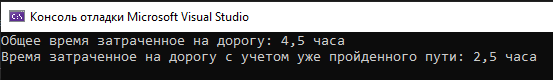 Консоль отладки Microsoft Visual Studio
Общее время затраченное на дорогу: 4,5 часа
Время затраченное на дорогу с учетом уже пройденного пути: 2,5 часа